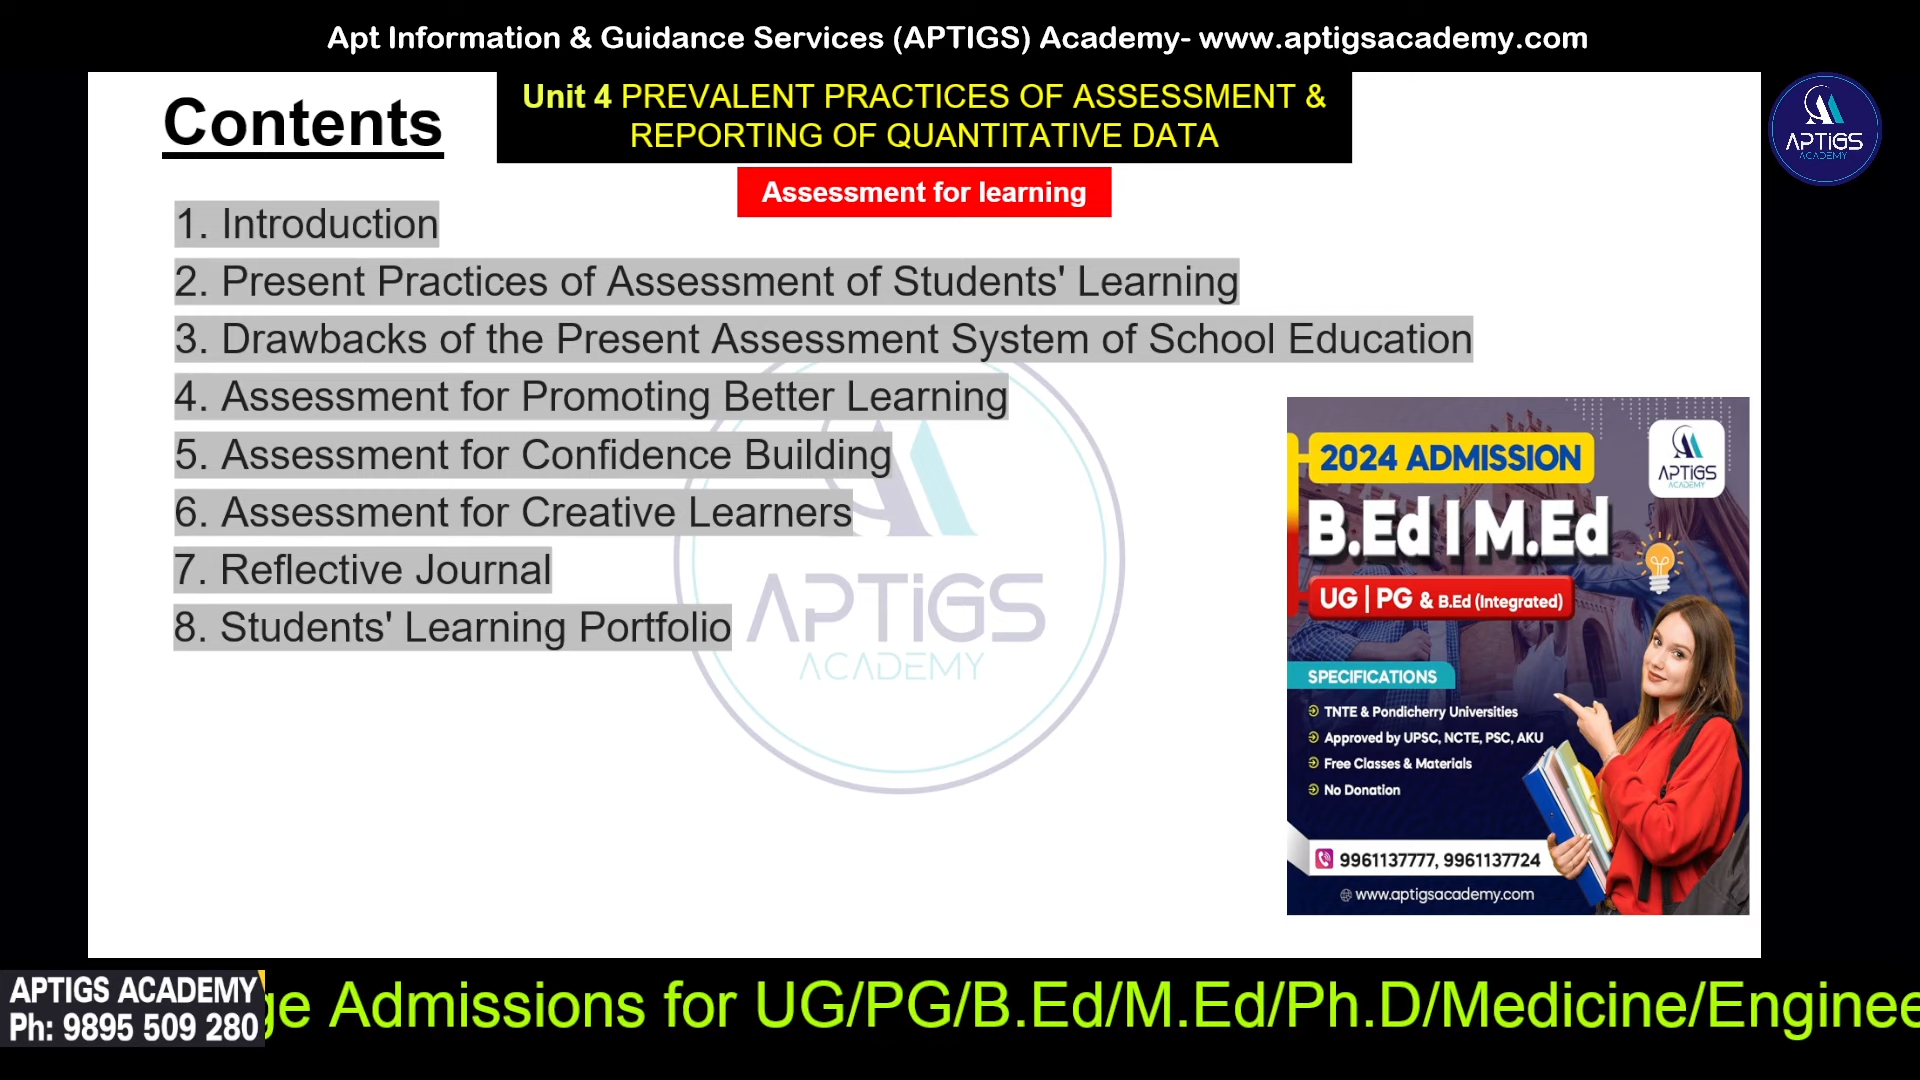 Apt Information & Guidance Services (APTIGS) Academy- www.aptigsacademy.com
Contents
Unit 4 PREVALENT PRACTICES OF ASSESSMENT &
REPORTING OF QUANTITATIVE DATA
APTiGS
ACADEMY
Assessment for learning
1. Introduction
2. Present Practices of Assessment of Students' Learning
3. Drawbacks of the Present Assessment System of School Education
4. Assessment for Promoting Better Learning
5. Assessment for Confidence Building
6. Assessment for Creative Learners
7. Reflective Journal
8. Students' Learning Portfolio
APTiGS
ACADEMY
2024 ADMISSION
APTiGS
ACADEMY
B.Ed | M.Ed
UG | PG & B.Ed (Integrated)
SPECIFICATIONS
TNTE & Pondicherry Universities
Approved by UPSC, NCTE, PSC, AKU
Free Classes & Materials
No Donation
9961137777, 9961137724
www.aptigsacademy.com
APTIGS ACADEMY
Ph: 9895 509 280
ge Admissions for UG/PG/B.Ed/M.Ed/Ph.D/Medicine/Enginee